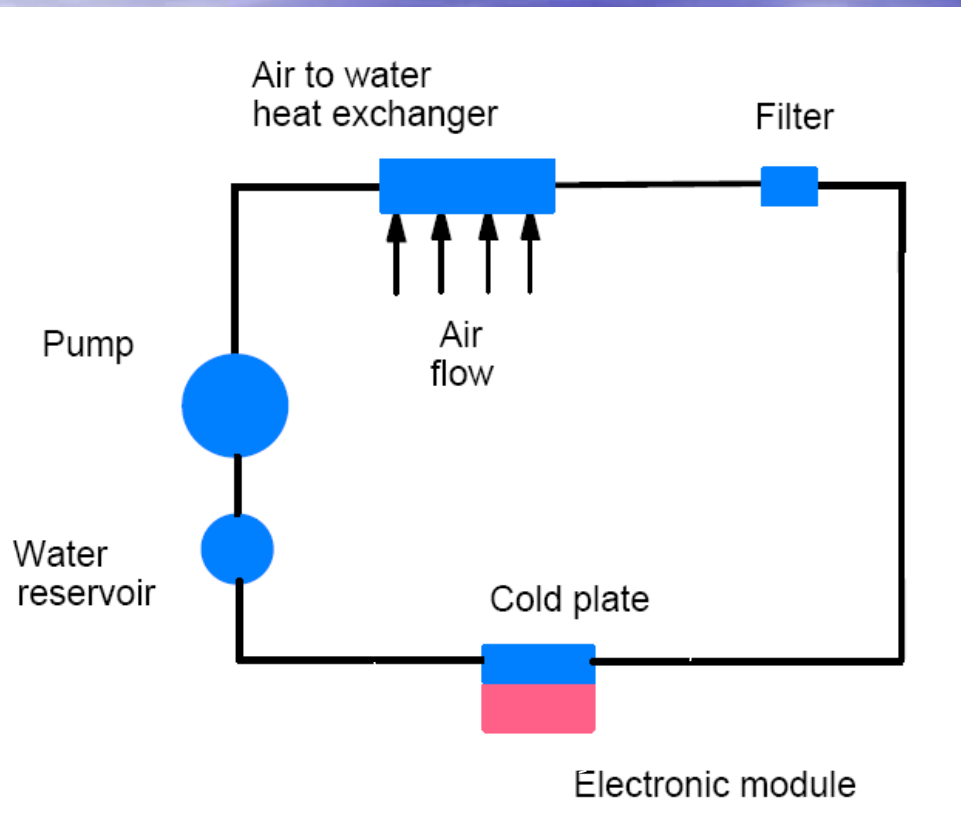 Air to water
heat exchanger
Filter
Air
flow
Pump
Water
reservoir
Cold plate
Electronic module